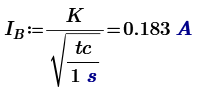 I_B := K / √(tc / 1 s) = 0.183 A